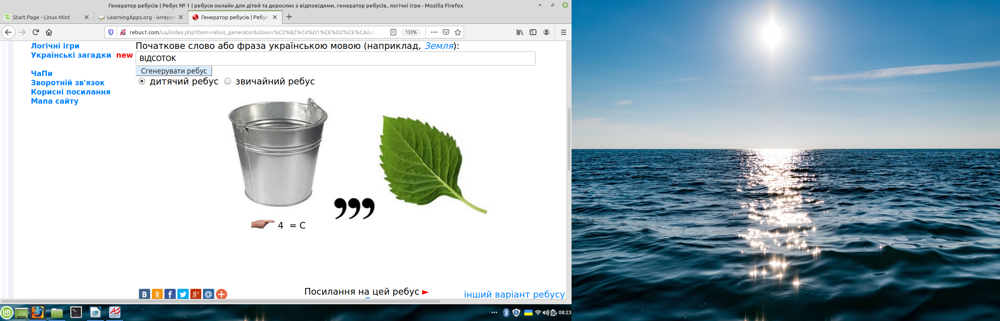 Генератор ребусів | Ребус № 1 | ребуси онлайн для дітей та дорослих з відповідями, генератор ребусів, логічні ігри - Mozilla Firefox
Start Page - Linux Mint
LearningApps.org - інтерак
Генератор ребусів | Ребус
rebus1.com/ua/index.php?item=rebus_generator&slovo=%C2%B2%C4%D1%CE%D2%CE%CA&sk
133%
Логічні ігри
Українські загадки new
ЧаПи
Зворотній зв'язок
Корисні посилання
Мапа сайту
Початкове слово або фраза українською мовою (наприклад, Земля):
ВІДСОТОК
Сгенерувати ребус
дитячий ребус звичайний ребус
,,,
4 = С
Посилання на цей ребус ►
інший варіант ребусу
08:23